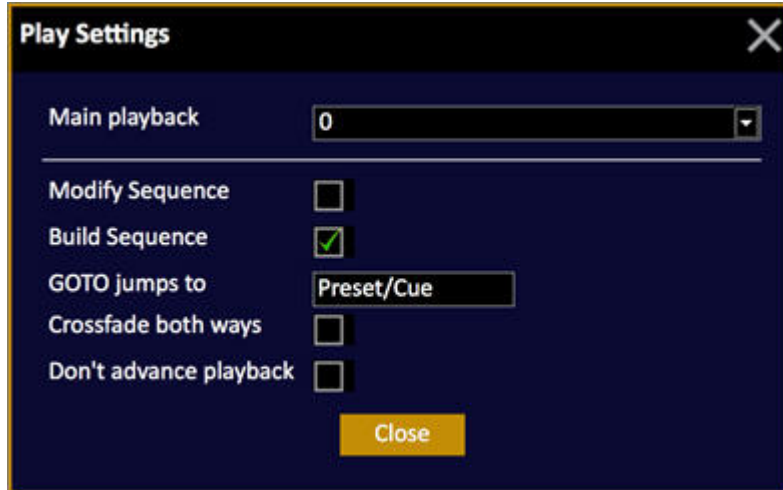 Play Settings
Main playback
0
Modify Sequence
Build Sequence
GOTO jumps to
Preset/Cue
Crossfade both ways
Don't advance playback
Close